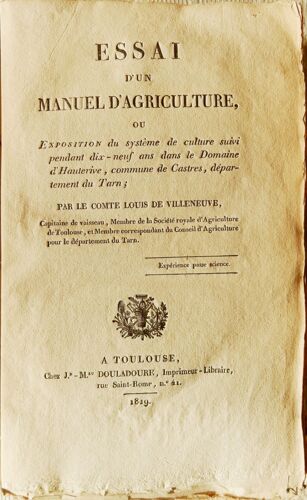 ESSAI
D'UN
MANUEL D'AGRICULTURE,
OU
EXPOSITION du système de culture suivi
pendant dix-neuf ans dans le Domaine
d'Hauterive, commune de Castres, dépar-
tement du Tarn;
PAR LE COMTE LOUIS DE VILLENEUVE,
Capitaine de vaisseau, Membre de la Société royale d'Agriculture
de Toulouse, et Membre correspondant du Conseil d'Agriculture
pour le département du Tarn.
Expérience passe science.
A TOULOUSE,
Chez J.n-M.eu DOULADOURE, Imprimeur-Libraire,
rue Saint-Rome, n.º 41.
1819.